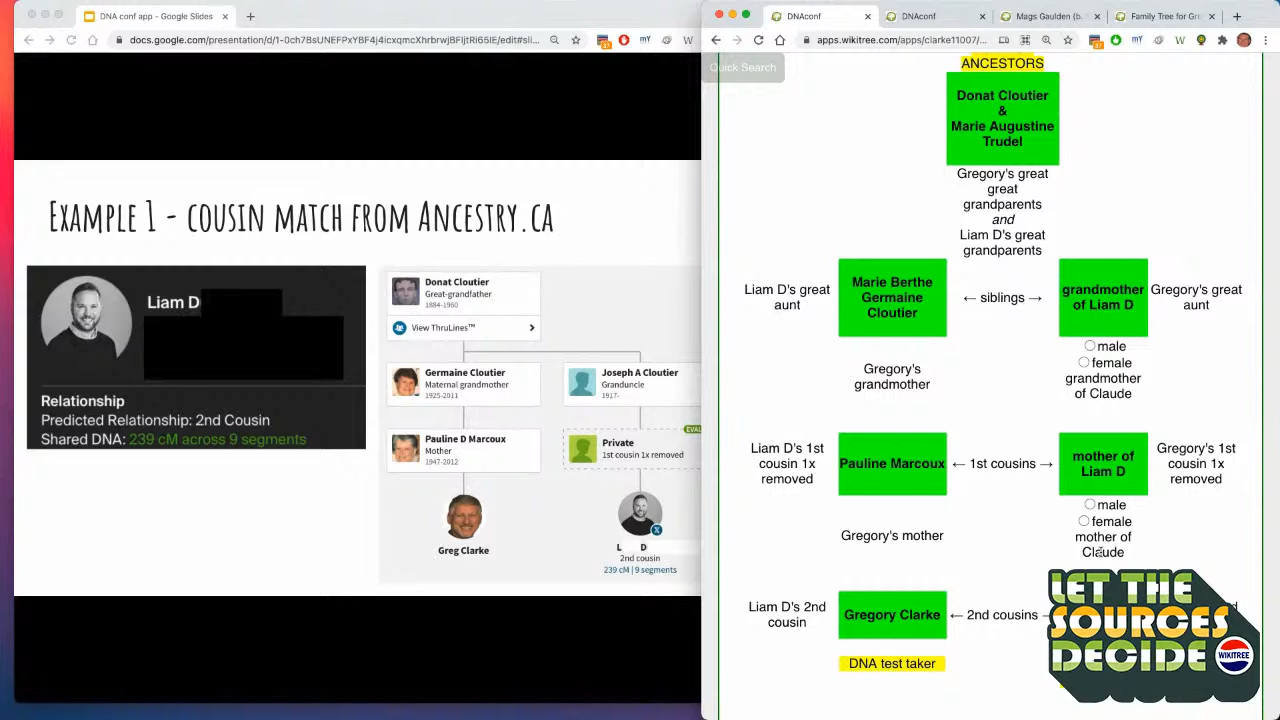 DNA conf app - Google Slides
docs.google.com/presentation/d/1-0ch7BsUNEFPxYBF4j4icxqmcXhrbrwjBFIjtRi65IE/edit#sli...
Example 1 - cousin match from Ancestry.ca
Liam D
Relationship
Predicted Relationship: 2nd Cousin
Shared DNA: 239 cM across 9 segments
Donat Cloutier
Great-grandfather
1884-1960
View ThruLines™
Germaine Cloutier
Maternal grandmother
1925-2011
Joseph A Cloutier
Granduncle
1917-
Pauline D Marcoux
Mother
1947-2012
Private
1st cousin 1x removed
Greg Clarke
L D
2nd cousin
239 cM | 9 segments
DNAconf
DNAconf
Mags Gaulden (b.
Family Tree for Gre
apps.wikitree.com/apps/clarke11007/...
Quick Search
ANCESTORS
Donat Cloutier
&
Marie Augustine
Trudel
Gregory's great
great
grandparents
and
Liam D's great
grandparents
Liam D's great
aunt
Marie Berthe
Germaine
Cloutier
← siblings →
grandmother
of Liam D
Gregory's great
aunt
male
female
Gregory's
grandmother
grandmother
of Claude
Liam D's 1st
cousin 1x
removed
Pauline Marcoux
← 1st cousins →
mother of
Liam D
Gregory's 1st
cousin 1x
removed
male
female
Gregory's mother
mother of
Claude
Liam D's 2nd
cousin
Gregory Clarke
← 2nd cousins
DNA test taker
LET THE
SOURCES
DECIDE
WIKITREE